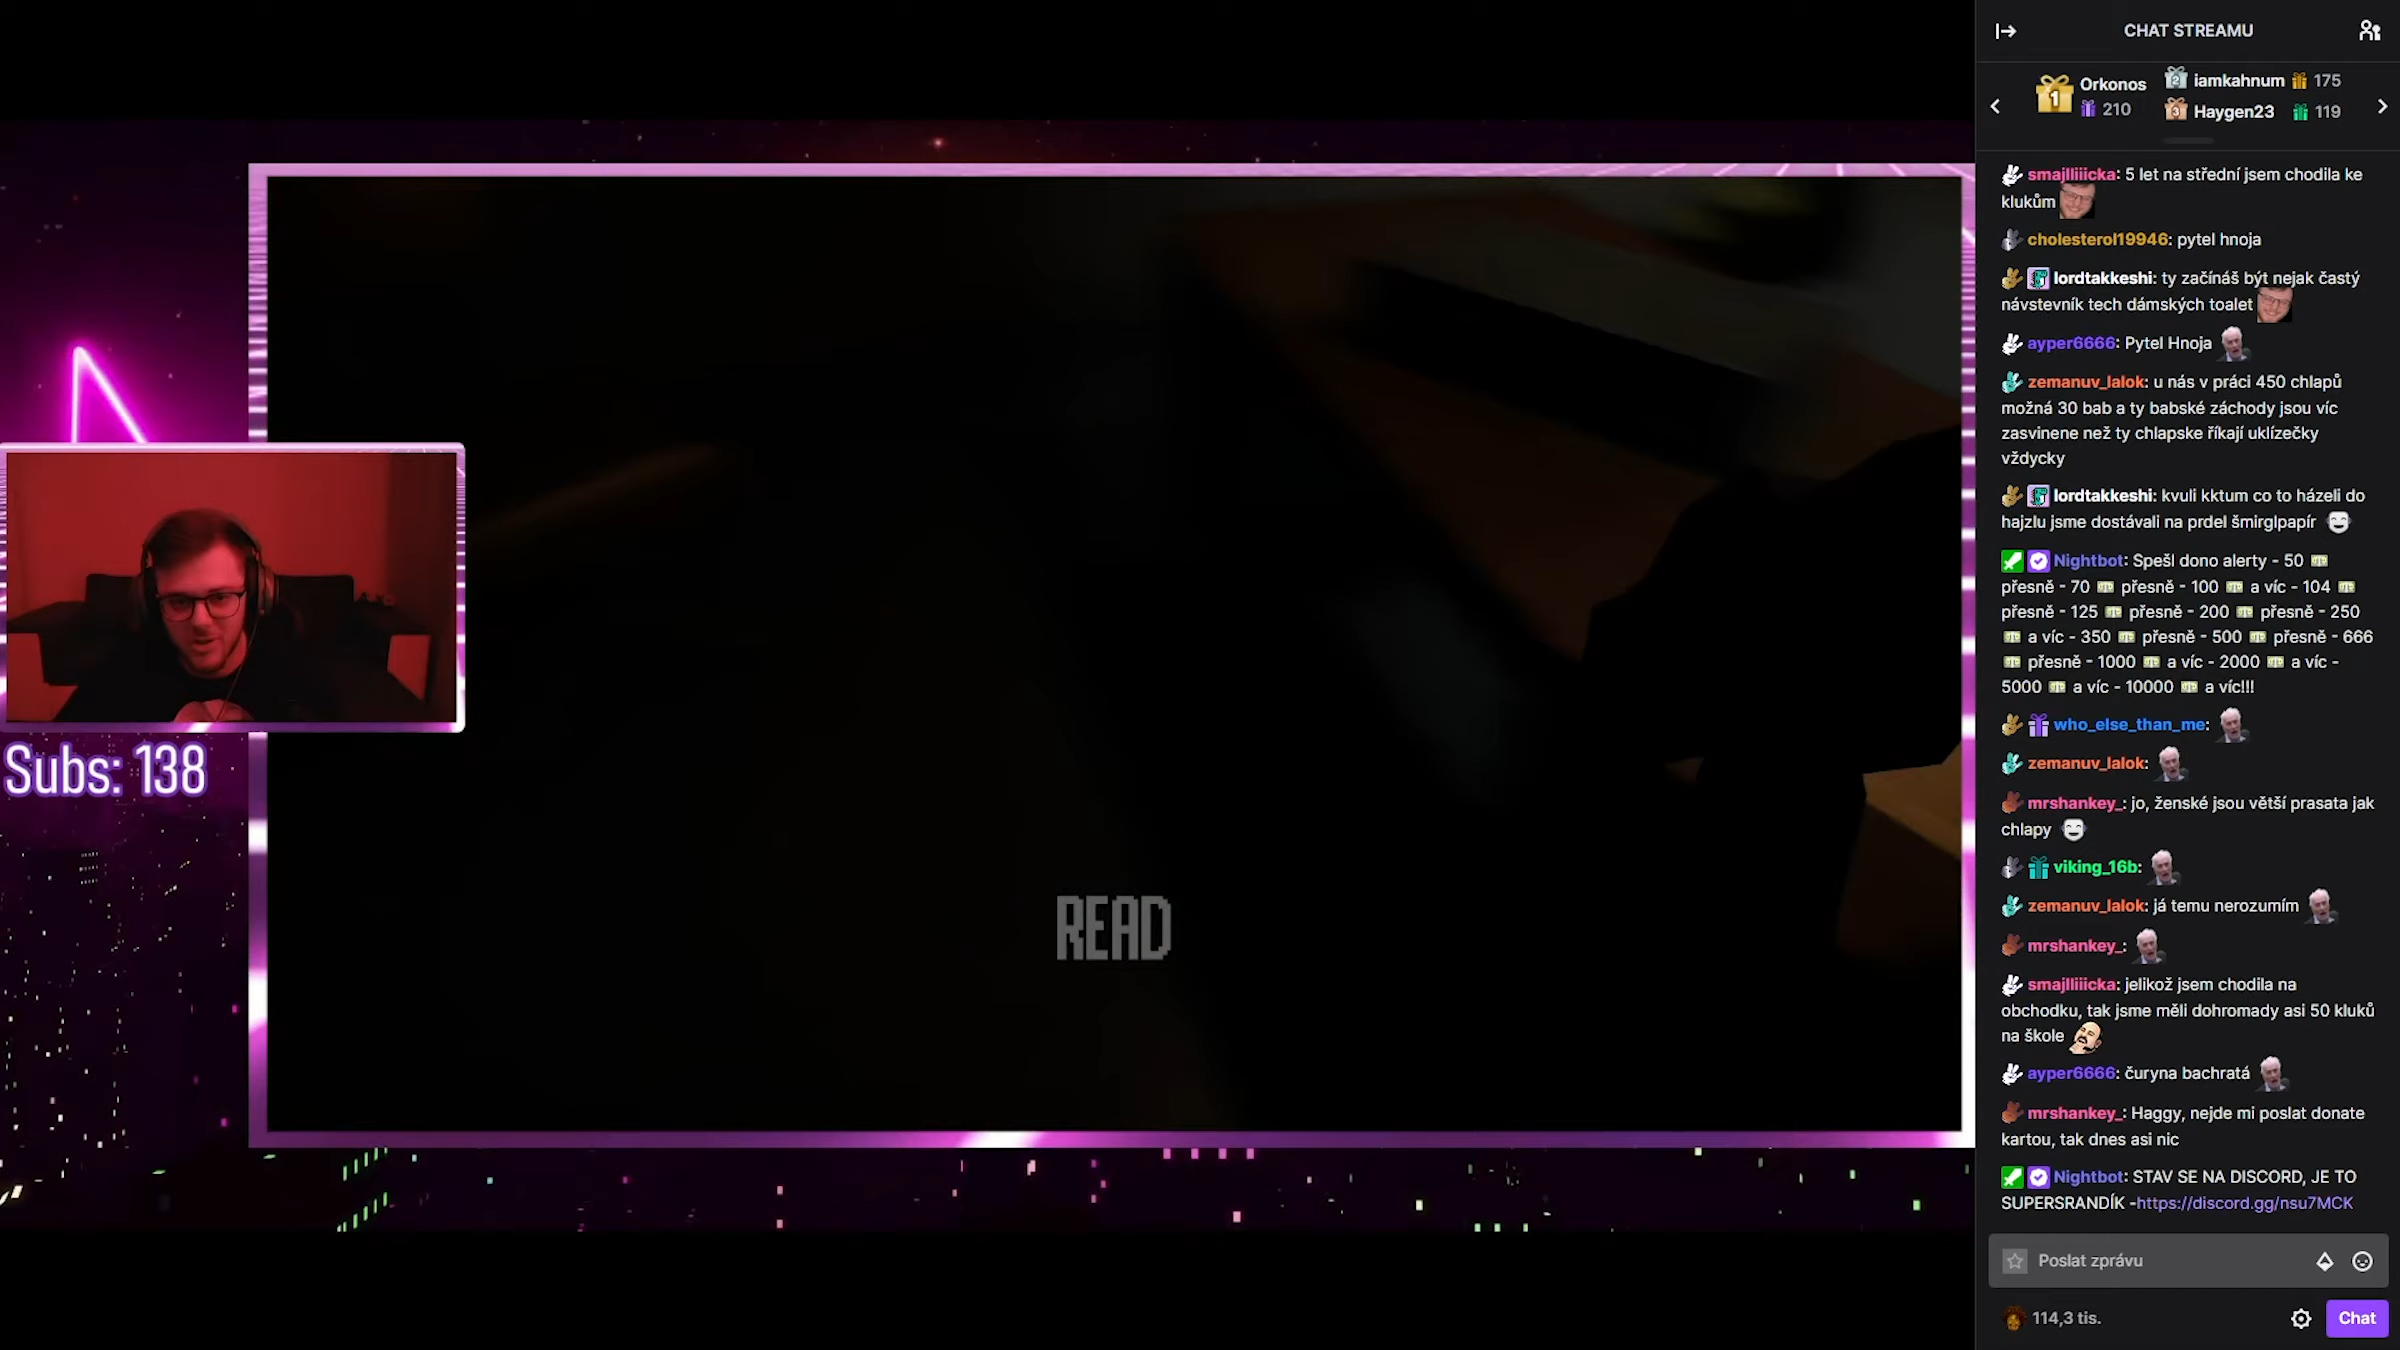 CHAT STREAMU
Orkonos
210
iamkahnum 175
Haygen23 119
smajlliiicka: 5 let na střední jsem chodila ke
klukům
cholesterol19946: pytel hnoja
lordtakkeshi: ty začínáš být nejak častý
návstevník tech dámských toalet
ayper6666: Pytel Hnoja
zemanuv_lalok: u nás v práci 450 chlapů
možná 30 bab a ty babské záchody jsou víc
zasvinene než ty chlapske říkají uklízečky
vždycky
lordtakkeshi: kvuli kktum co to házeli do
hajzlu jsme dostávali na prdel šmirglpapír
Nightbot: Spešl dono alerty - 50
přesně - 70 přesně - 100 a víc - 104
přesně - 125 přesně - 200 přesně - 250
a víc - 350 přesně - 500 přesně - 666
přesně - 1000 a víc - 2000 a víc -
5000 a víc - 10000 a víc!!!
who_else_than_me:
zemanuv_lalok:
mrshankey_: jo, ženské jsou větší prasata jak
chlapy
viking_16b:
zemanuv_lalok: já temu nerozumím
mrshankey_:
smajlliiicka: jelikož jsem chodila na
obchodku, tak jsme měli dohromady asi 50 kluků
na škole
ayper6666: čuryna bachratá
mrshankey_: Haggy, nejde mi poslat donate
kartou, tak dnes asi nic
Nightbot: STAV SE NA DISCORD, JE TO
SUPERSRANDÍK -https://discord.gg/nsu7MCK
Poslat zprávu
114,3 tis.
Chat
Subs: 138
READ